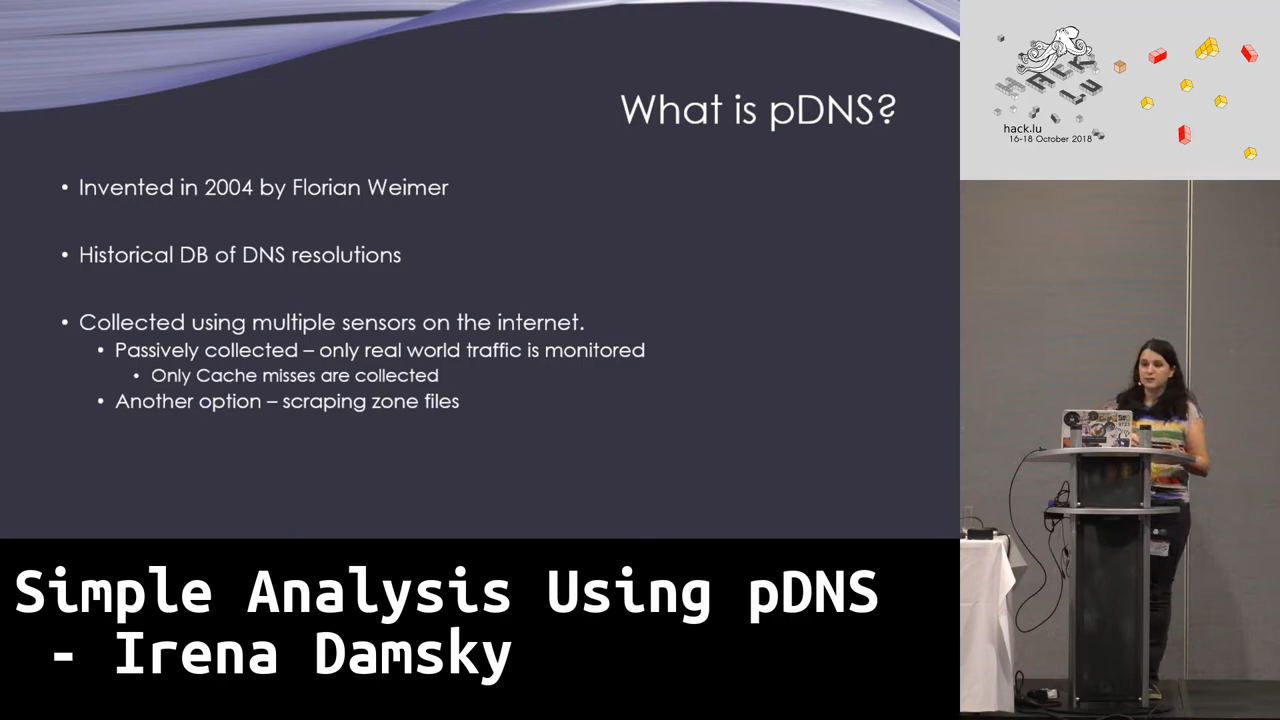 What is pDNS?
• Invented in 2004 by Florian Weimer
• Historical DB of DNS resolutions
• Collected using multiple sensors on the internet.
• Passively collected – only real world traffic is monitored
• Only Cache misses are collected
• Another option – scraping zone files
HACK
LU
hack.lu
16-18 October 2018
Simple Analysis Using pDNS
- Irena Damsky